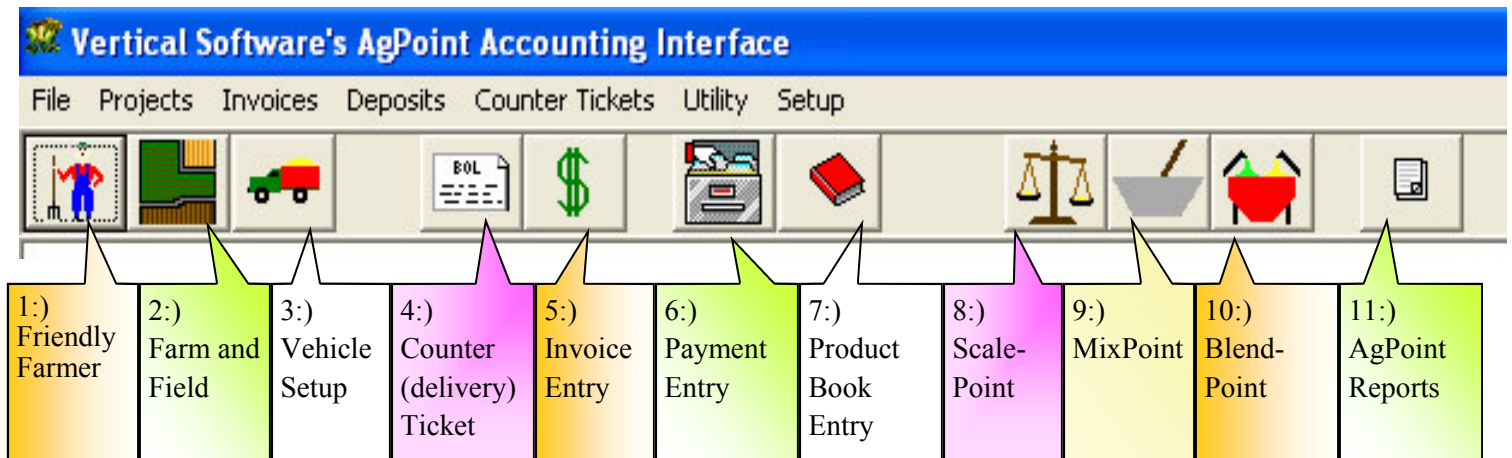 Vertical Software's AgPoint Accounting Interface
File Projects Invoices Deposits Counter Tickets Utility Setup
BOL
$
1:)
Friendly
Farmer
2:)
Farm and
Field
3:)
Vehicle
Setup
4:)
Counter
(delivery)
Ticket
5:)
Invoice
Entry
6:)
Payment
Entry
7:)
Product
Book
Entry
8:)
Scale-
Point
9:)
MixPoint
10:)
Blend-
Point
11:)
AgPoint
Reports